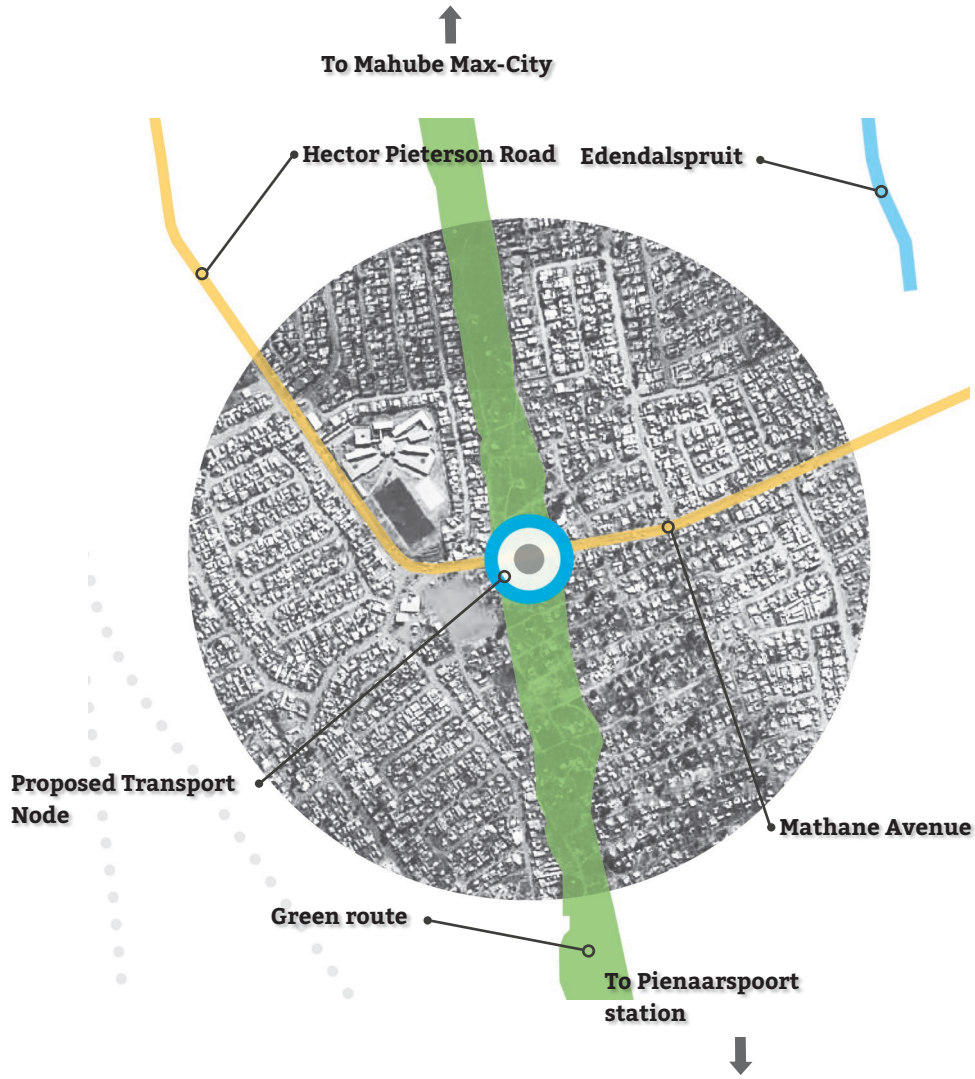 To Mahube Max-City
Hector Pieterson Road
Edendalspruit
Proposed Transport
Node
Mathane Avenue
Green route
To Pienaarspoort
station